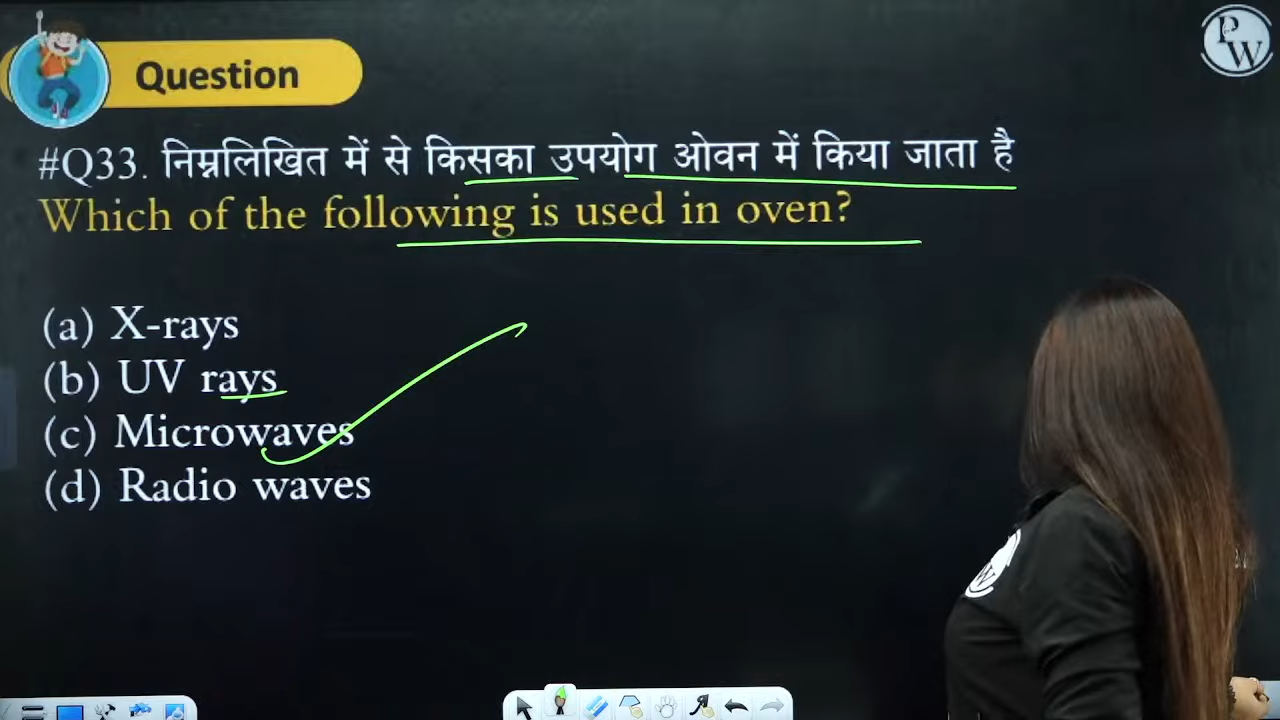 PW
Question
#Q33. निम्नलिखित में से किसका उपयोग ओवन में किया जाता है
Which of the following is used in oven?
(a) X-rays
(b) UV rays
(c) Microwaves
(d) Radio waves
W